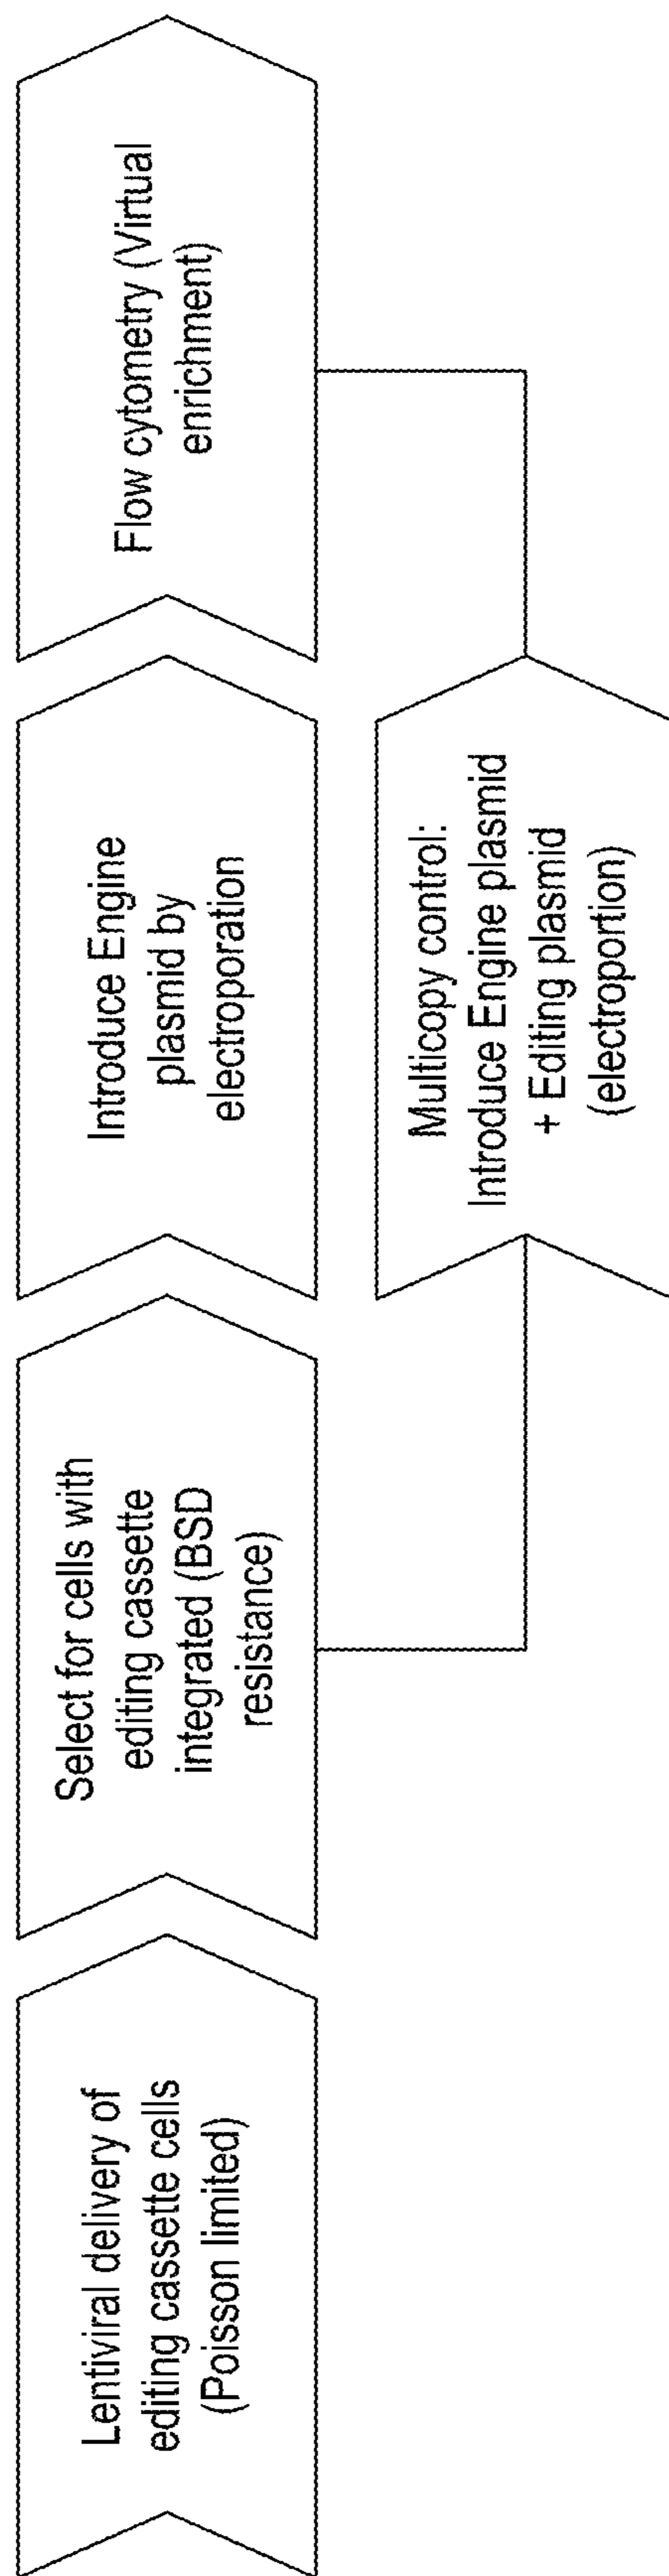 Lentiviral delivery of
editing cassette cells
(Poisson limited)
Select for cells with
editing cassette
integrated (BSD
resistance)
Introduce Engine
plasmid by
electroporation
Flow cytometry (Virtual
enrichment)
Multicopy control:
Introduce Engine plasmid
+ Editing plasmid
(electroportion)